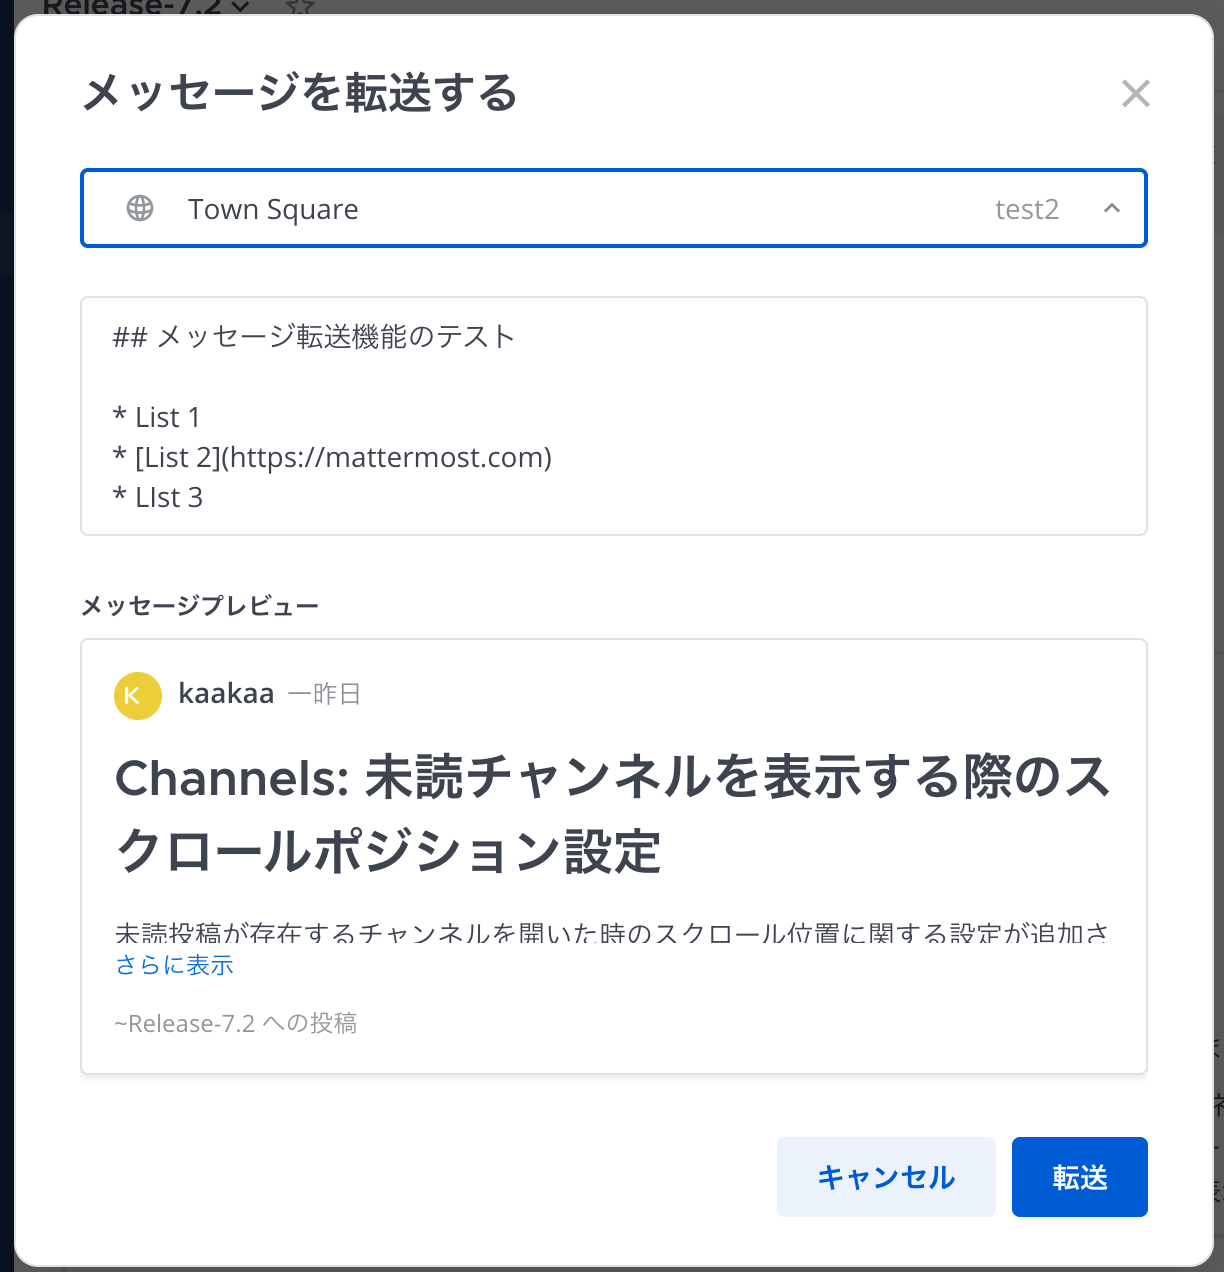 Release-7.2
メッセージを転送する
Town Square test2
## メッセージ転送機能のテスト
* List 1
* [List 2](https://mattermost.com)
* LIst 3
メッセージプレビュー
K kaakaa 一昨日
Channels: 未読チャンネルを表示する際のス
クロールポジション設定
未読投稿が存在するチャンネルを開いた時のスクロール位置に関する設定が追加さ
さらに表示
~Release-7.2 への投稿
キャンセル 転送